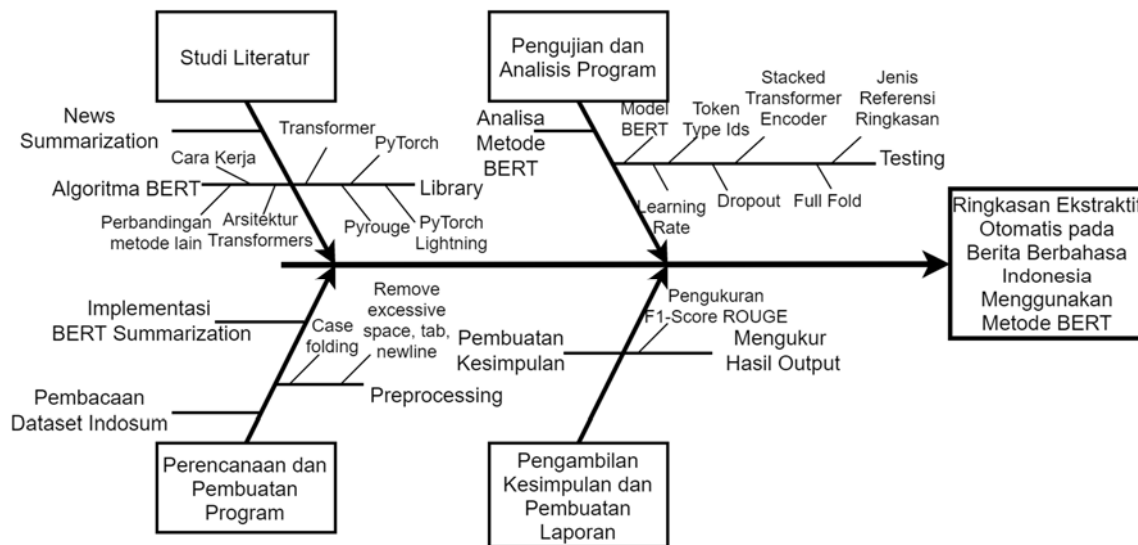 Studi Literatur
Pengujian dan
Analisis Program
News
Summarization
Cara Kerja
Transformer
PyTorch
Algoritma BERT
Library
Perbandingan
metode lain
Arsitektur
Transformers
Pyrouge
PyTorch
Lightning
Analisa
Metode
BERT
Model
BERT
Token
Type Ids
Stacked
Transformer
Encoder
Jenis
Referensi
Ringkasan
Testing
Learning
Rate
Dropout
Full Fold
Ringkasan Ekstraktif
Otomatis pada
Berita Berbahasa
Indonesia
Menggunakan
Metode BERT
Implementasi
BERT Summarization
Case
folding
Remove
excessive
space, tab,
newline
Preprocessing
Pembacaan
Dataset Indosum
Pengukuran
F1-Score ROUGE
Pembuatan
Kesimpulan
Mengukur
Hasil Output
Perencanaan dan
Pembuatan
Program
Pengambilan
Kesimpulan dan
Pembuatan
Laporan